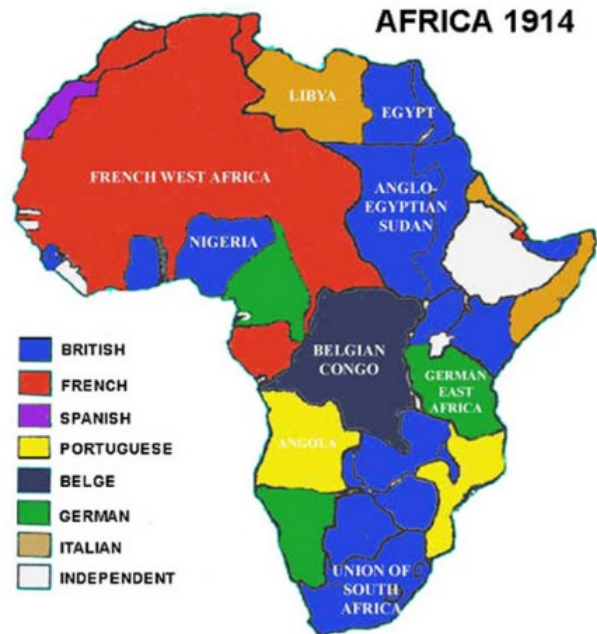 AFRICA 1914
LIBYA
EGYPT
FRENCH WEST AFRICA
ANGLO-
EGYPTIAN
SUDAN
NIGERIA
BELGIAN
CONGO
GERMAN
EAST
AFRICA
ANGOLA
UNION OF
SOUTH
AFRICA
BRITISH
FRENCH
SPANISH
PORTUGUESE
BELGE
GERMAN
ITALIAN
INDEPENDENT